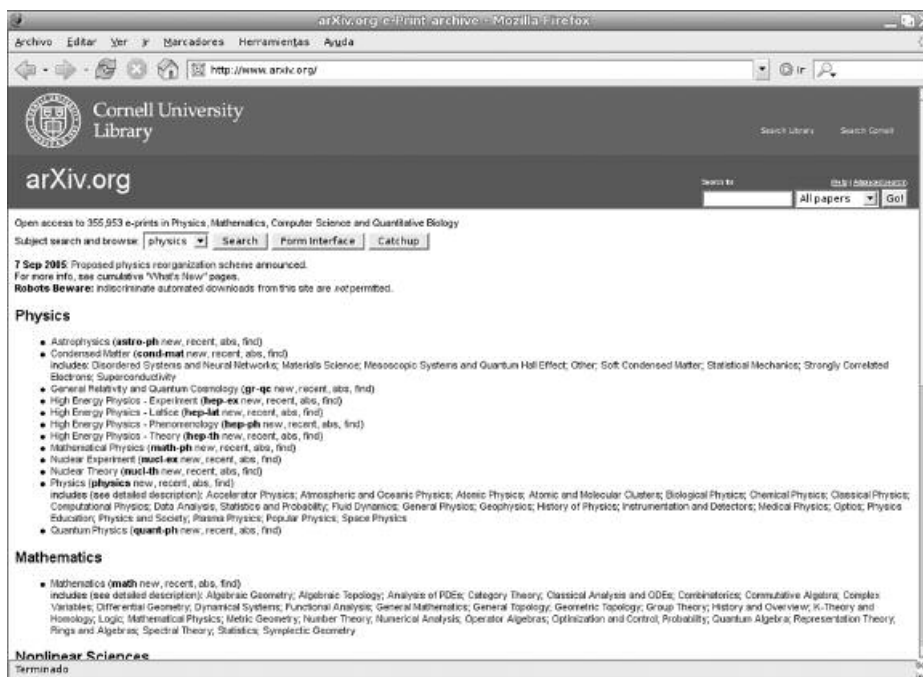 arXiv.org e-Print archive - Mozilla Firefox
Archivo Editar Ver Ir Marcadores Herramientas Ayuda
http://www.arxiv.org/ Ir
Cornell University
Library
Search Library Search Cornell
arXiv.org
Search for
(Help | Advanced search)
All papers Go!
Open access to 355,953 e-prints in Physics, Mathematics, Computer Science and Quantitative Biology
Subject search and browse: physics Search Form Interface Catchup
7 Sep 2005: Proposed physics reorganization scheme announced.
For more info, see cumulative "What's New" pages.
Robots Beware: indiscriminate automated downloads from this site are not permitted.
Physics
Astrophysics (astro-ph new, recent, abs, find)
Condensed Matter (cond-mat new, recent, abs, find)
includes: Disordered Systems and Neural Networks; Materials Science; Mesoscopic Systems and Quantum Hall Effect; Other; Soft Condensed Matter; Statistical Mechanics; Strongly Correlated
Electrons; Superconductivity
General Relativity and Quantum Cosmology (gr-qc new, recent, abs, find)
High Energy Physics - Experiment (hep-ex new, recent, abs, find)
High Energy Physics - Lattice (hep-lat new, recent, abs, find)
High Energy Physics - Phenomenology (hep-ph new, recent, abs, find)
High Energy Physics - Theory (hep-th new, recent, abs, find)
Mathematical Physics (math-ph new, recent, abs, find)
Nuclear Experiment (nucl-ex new, recent, abs, find)
Nuclear Theory (nucl-th new, recent, abs, find)
Physics (physics new, recent, abs, find)
includes (see detailed description): Accelerator Physics; Atmospheric and Oceanic Physics; Atomic Physics; Atomic and Molecular Clusters; Biological Physics; Chemical Physics; Classical Physics;
Computational Physics; Data Analysis, Statistics and Probability; Fluid Dynamics; General Physics; Geophysics; History of Physics; Instrumentation and Detectors; Medical Physics; Optics; Physics
Education; Physics and Society; Plasma Physics; Popular Physics; Space Physics
Quantum Physics (quant-ph new, recent, abs, find)
Mathematics
Mathematics (math new, recent, abs, find)
includes (see detailed description): Algebraic Geometry; Algebraic Topology; Analysis of PDEs; Category Theory; Classical Analysis and ODEs; Combinatorics; Commutative Algebra; Complex
Variables; Differential Geometry; Dynamical Systems; Functional Analysis; General Mathematics; General Topology; Geometric Topology; Group Theory; History and Overview; K-Theory and
Homology; Logic; Mathematical Physics; Metric Geometry; Number Theory; Numerical Analysis; Operator Algebras; Optimization and Control; Probability; Quantum Algebra; Representation Theory;
Rings and Algebras; Spectral Theory; Statistics; Symplectic Geometry
Nonlinear Sciences
Terminado